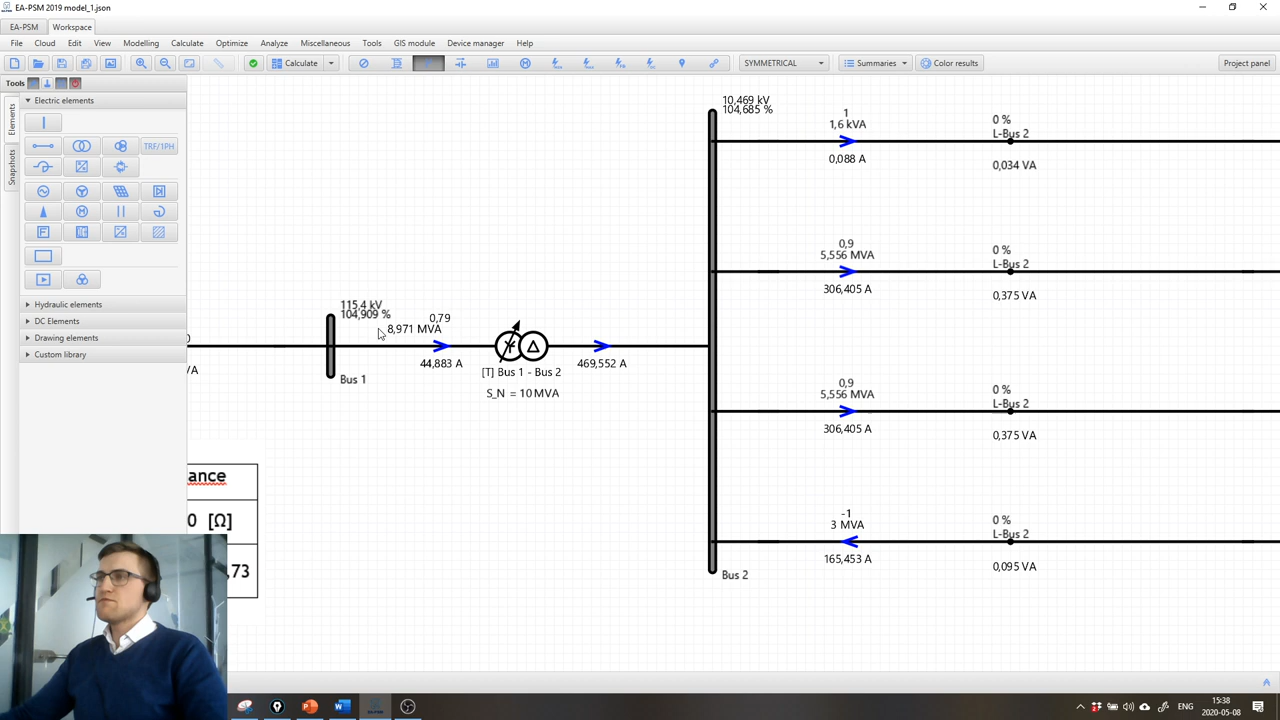 EA-PSM 2019 model_1.json
EA-PSM Workspace
File Cloud Edit View Modelling Calculate Optimize Analyze Miscellaneous Tools GIS module Device manager Help
Calculate SYMMETRICAL Summaries Color results Project panel
Tools
Elements
Snapshots
Electric elements
TRF/1PH
Hydraulic elements
DC Elements
Drawing elements
Custom library
10,469 kV
104,685 %
1
1,6 kVA
0,088 A
0 %
L-Bus 2
0,034 VA
0,9
5,556 MVA
306,405 A
0 %
L-Bus 2
0,375 VA
115,4 kV
104,909 %
0,79
8,971 MVA
44,883 A
Bus 1
[T] Bus 1 - Bus 2
S_N = 10 MVA
469,552 A
0
VA
0,9
5,556 MVA
306,405 A
0 %
L-Bus 2
0,375 VA
-1
3 MVA
165,453 A
0 %
L-Bus 2
0,095 VA
Bus 2
ance
0 [Ω]
,73
ENG
15:38
2020-05-08